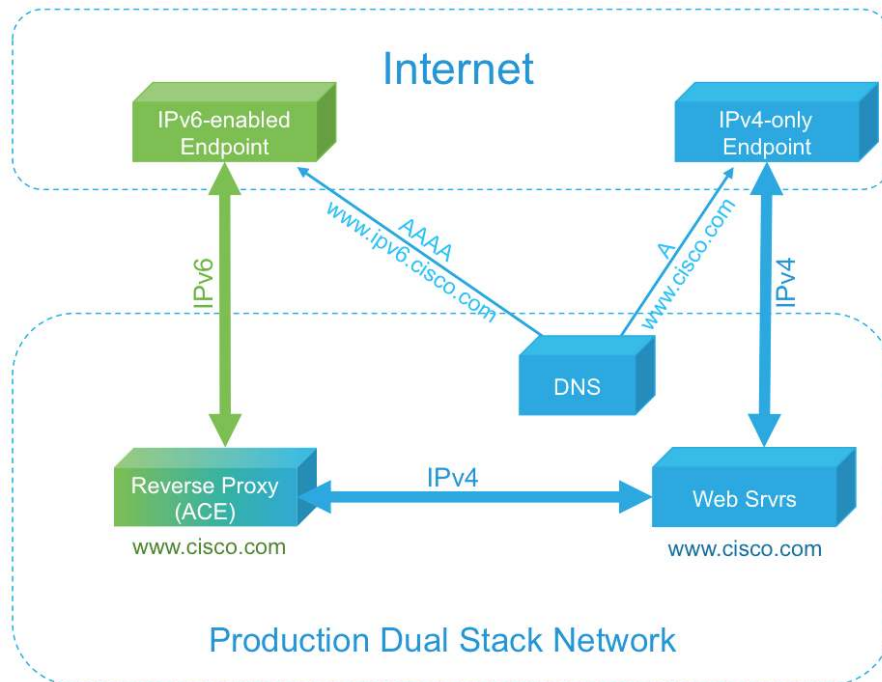 Internet
IPv6-enabled
Endpoint
IPv4-only
Endpoint
AAAA
www.ipv6.cisco.com
A
www.cisco.com
IPv6
IPv4
DNS
Reverse Proxy
(ACE)
www.cisco.com
IPv4
Web Srvrs
www.cisco.com
Production Dual Stack Network